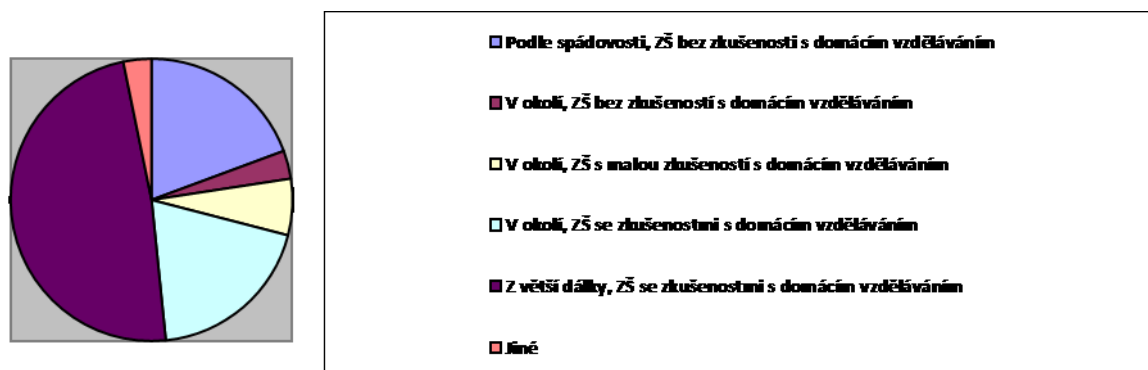 Podle spádovosti, ZŠ bez zkušenosti s domácím vzděláváním
V okolí, ZŠ bez zkušeností s domácím vzděláváním
V okolí, ZŠ s malou zkušeností s domácím vzděláváním
V okolí, ZŠ se zkušenostmi s domácím vzděláváním
Z větší dálky, ZŠ se zkušenostmi s domácím vzděláváním
Jiné